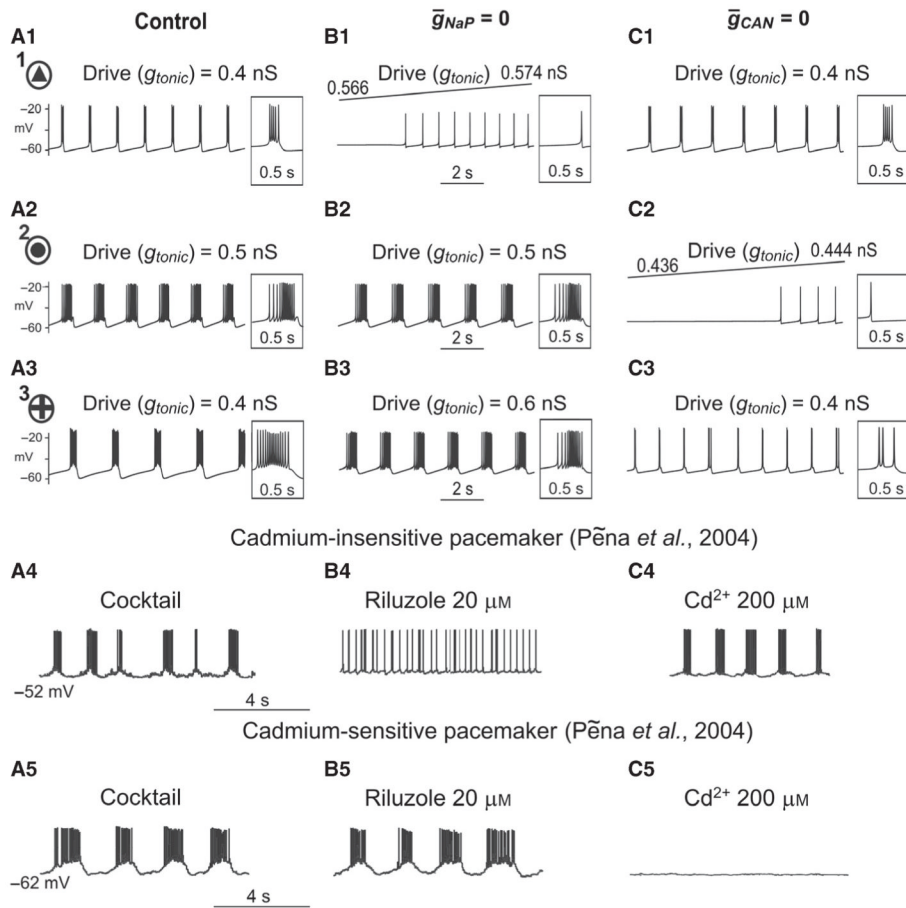 Control
ḡNaP = 0
ḡCAN = 0
A1
B1
C1
1
Drive (gtonic) = 0.4 nS
0.566
Drive (gtonic)
0.574 nS
Drive (gtonic) = 0.4 nS
−20
mV
−60
0.5 s
2 s
0.5 s
0.5 s
A2
B2
C2
2
Drive (gtonic) = 0.5 nS
Drive (gtonic) = 0.5 nS
0.436
Drive (gtonic)
0.444 nS
−20
mV
−60
0.5 s
2 s
0.5 s
0.5 s
A3
B3
C3
3
Drive (gtonic) = 0.4 nS
Drive (gtonic) = 0.6 nS
Drive (gtonic) = 0.4 nS
−20
mV
−60
0.5 s
2 s
0.5 s
0.5 s
Cadmium-insensitive pacemaker (Pẽna et al., 2004)
A4
B4
C4
Cocktail
Riluzole 20 μM
Cd2+ 200 μM
−52 mV
4 s
Cadmium-sensitive pacemaker (Pẽna et al., 2004)
A5
B5
C5
Cocktail
Riluzole 20 μM
Cd2+ 200 μM
−62 mV
4 s